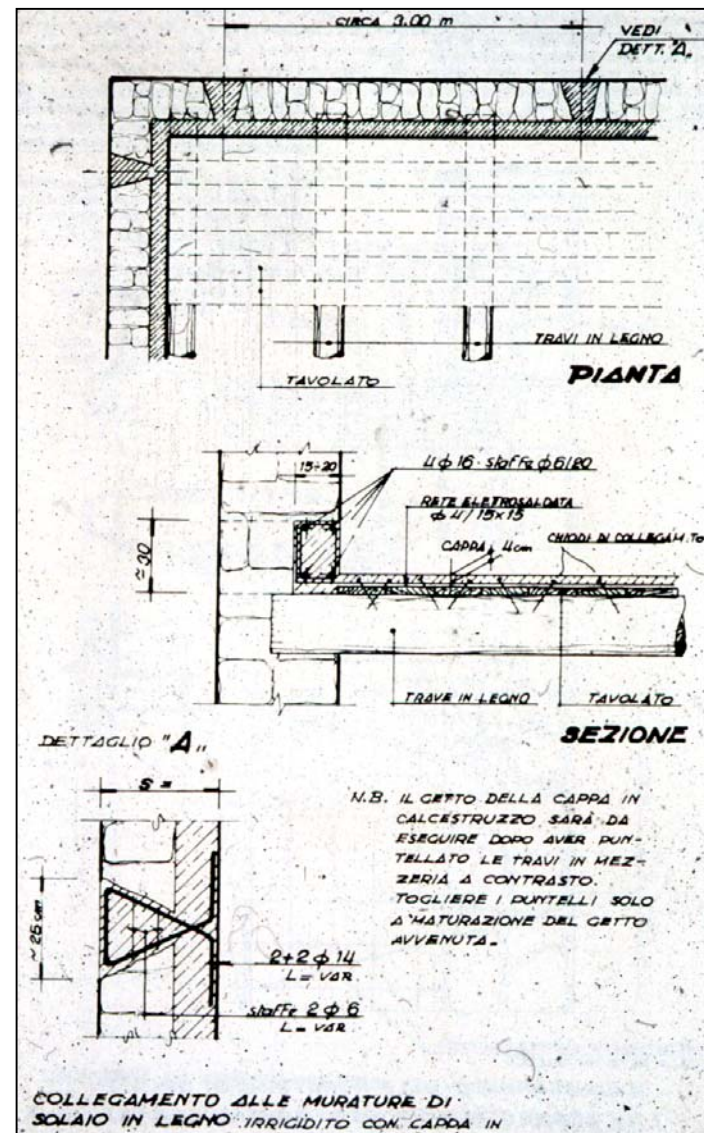 CIRCA 3.00 m
VEDI
DETT. A
TRAVI IN LEGNO
TAVOLATO
PIANTA
15÷20
4 ϕ 16 - staffe ϕ 6/20
RETE ELETROSALDATA
ϕ 4 / 15x15
CAPPA 4cm
CHIODI DI COLLEGAM.TO
≃30
TRAVE IN LEGNO
TAVOLATO
SEZIONE
DETTAGLIO "A"
S =
N.B. IL GETTO DELLA CAPPA IN
CALCESTRUZZO SARÀ DA
ESEGUIRE DOPO AVER PUN-
TELLATO LE TRAVI IN MEZ-
ZERIA A CONTRASTO.
TOGLIERE I PUNTELLI SOLO
A MATURAZIONE DEL GETTO
AVVENUTA.
~25 cm
2+2 ϕ 14
L = VAR
staffe 2 ϕ 6
L = VAR.
COLLEGAMENTO ALLE MURATURE DI
SOLAIO IN LEGNO IRRIGIDITO CON CAPPA IN